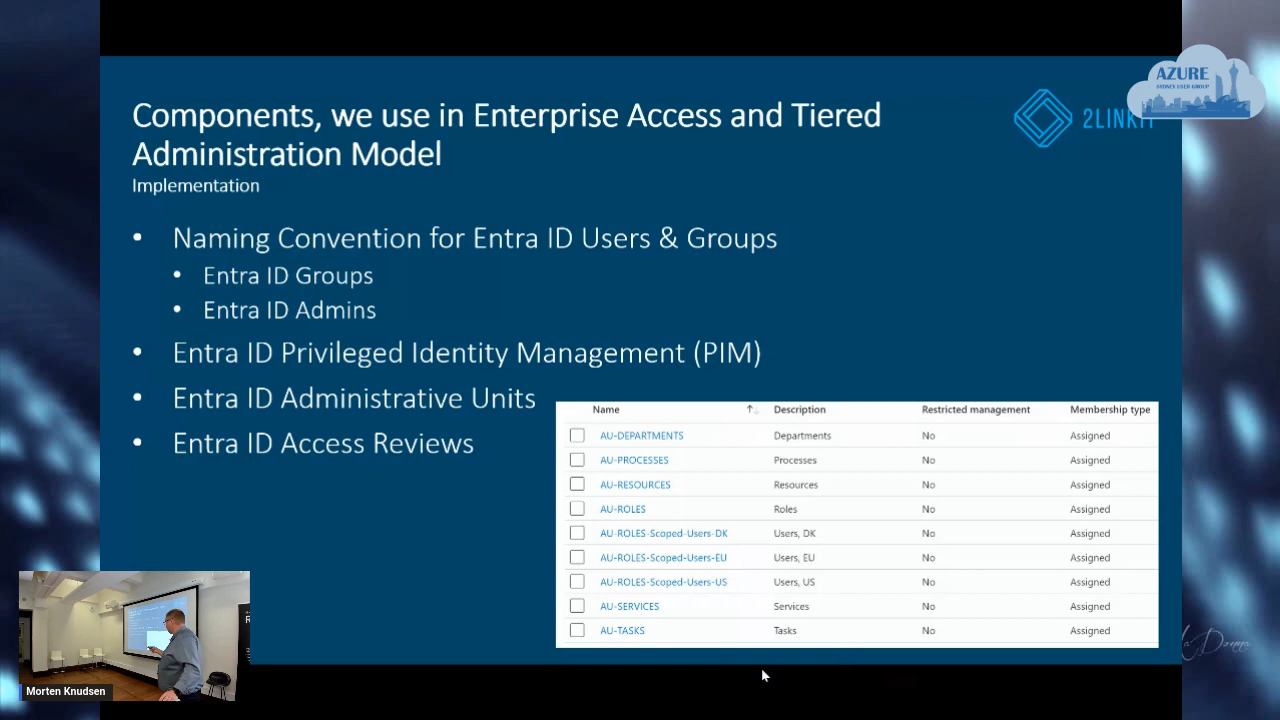 AZURE
SYDNEY USER GROUP
2LINKIT
Components, we use in Enterprise Access and Tiered
Administration Model
Implementation
• Naming Convention for Entra ID Users & Groups
• Entra ID Groups
• Entra ID Admins
• Entra ID Privileged Identity Management (PIM)
• Entra ID Administrative Units
• Entra ID Access Reviews
Name Description Restricted management Membership type
AU-DEPARTMENTS Departments No Assigned
AU-PROCESSES Processes No Assigned
AU-RESOURCES Resources No Assigned
AU-ROLES Roles No Assigned
AU-ROLES-Scoped-Users-DK Users, DK No Assigned
AU-ROLES-Scoped-Users-EU Users, EU No Assigned
AU-ROLES-Scoped-Users-US Users, US No Assigned
AU-SERVICES Services No Assigned
AU-TASKS Tasks No Assigned
Morten Knudsen